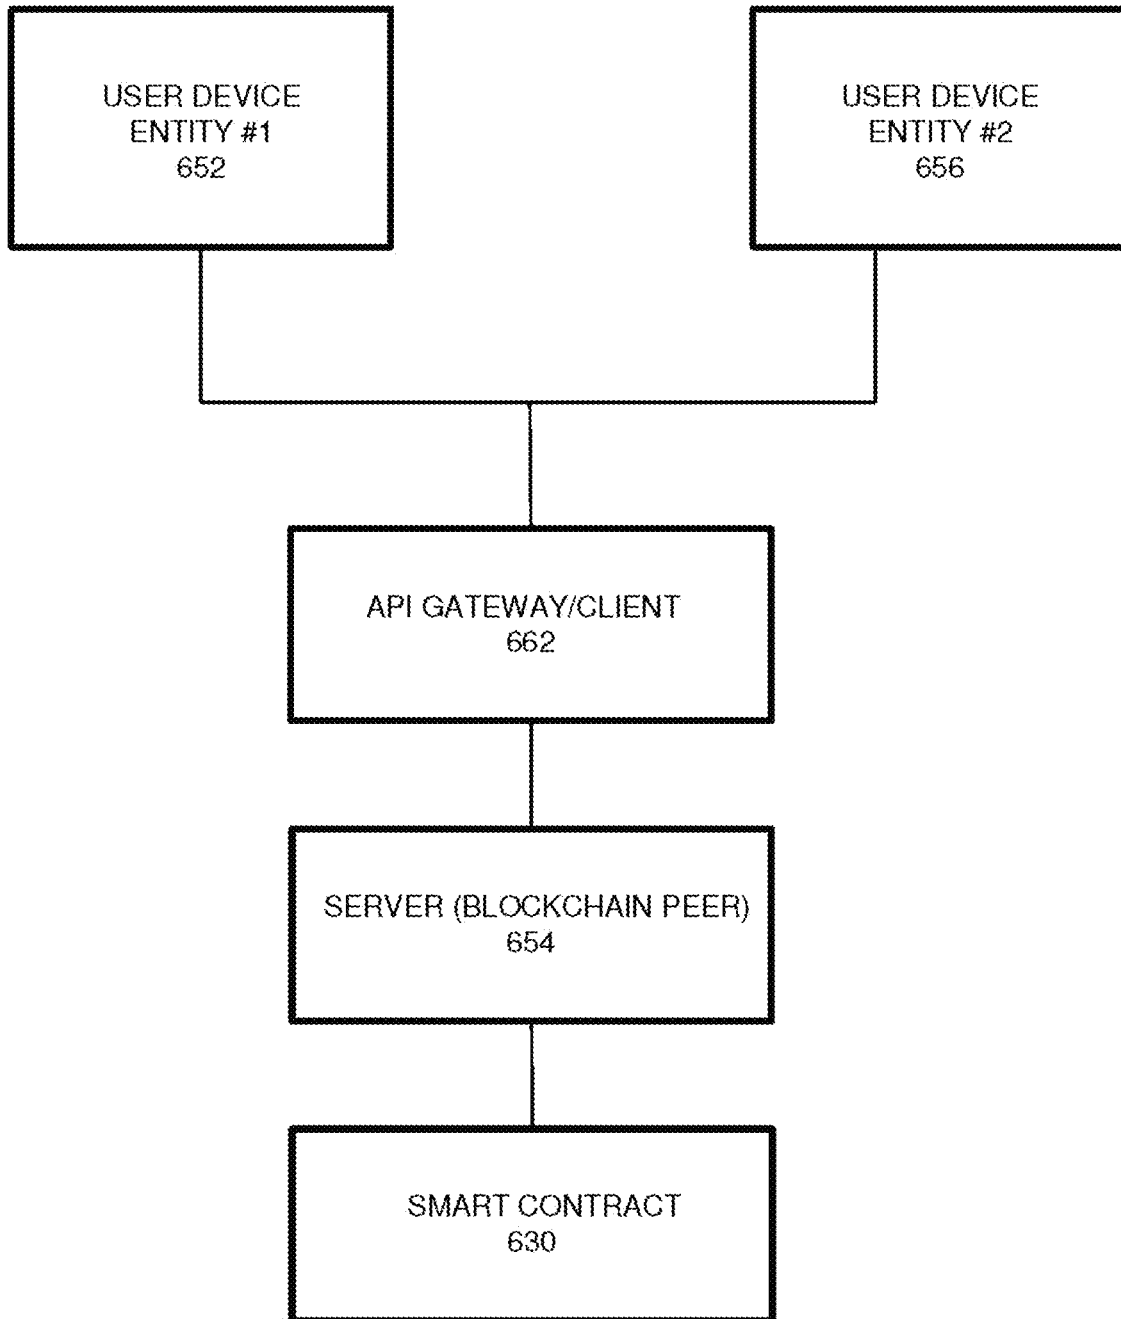 USER DEVICE
ENTITY #1
652
USER DEVICE
ENTITY #2
656
API GATEWAY/CLIENT
662
SERVER (BLOCKCHAIN PEER)
654
SMART CONTRACT
630